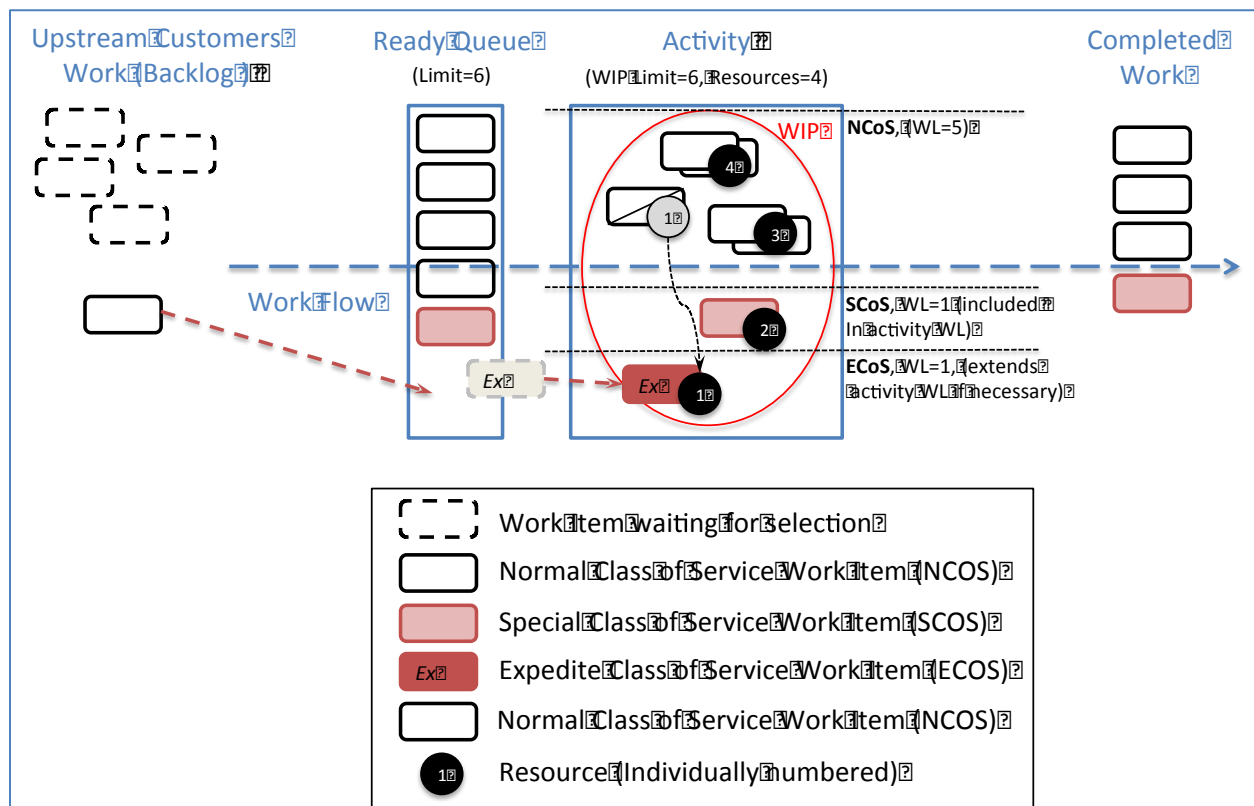 Upstream Customers
Work (Backlog)
Ready Queue
(Limit=6)
Activity
(WIP Limit=6, Resources=4)
Completed
Work
WIP
NCoS, (WL=5)
4
1
3
Work Flow
SCoS, WL=1 (included
In activity WL)
2
Ex
Ex
1
ECoS, WL=1, (extends
activity WL if necessary)
Work Item waiting for selection
Normal Class of Service Work Item (NCOS)
Special Class of Service Work Item (SCOS)
Ex
Expedite Class of Service Work Item (ECOS)
Normal Class of Service Work Item (NCOS)
1
Resource (Individually numbered)